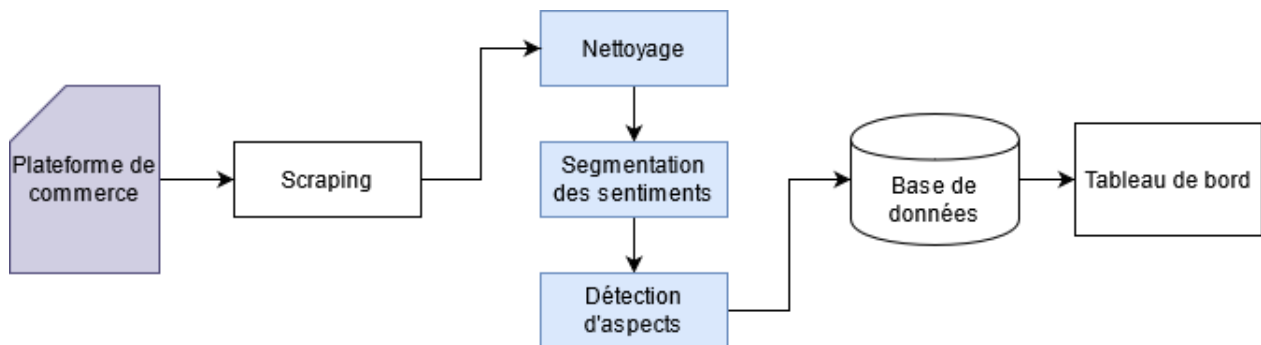 Plateforme de
commerce
Scraping
Nettoyage
Segmentation
des sentiments
Détection
d'aspects
Base de
données
Tableau de bord